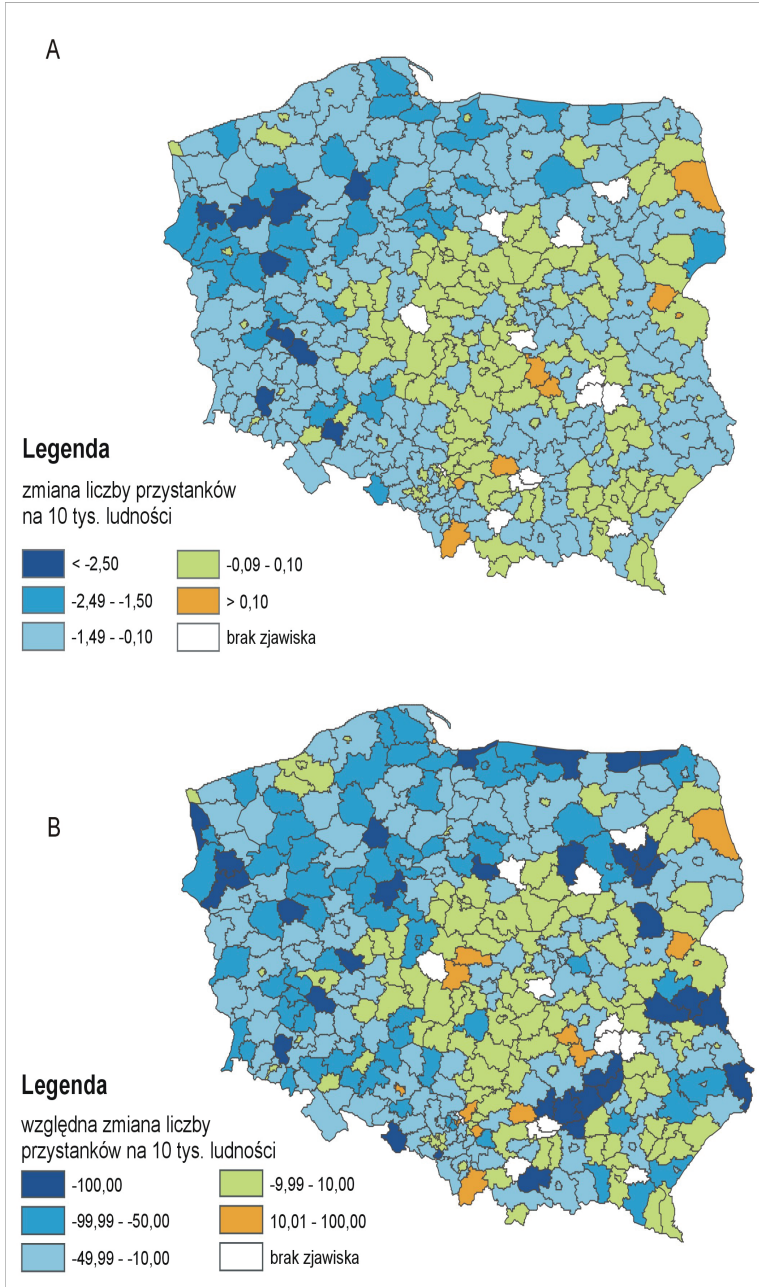 A
Legenda
zmiana liczby przystanków
na 10 tys. ludności
< -2,50
-2,49 - -1,50
-1,49 - -0,10
-0,09 - 0,10
> 0,10
brak zjawiska
B
Legenda
względna zmiana liczby
przystanków na 10 tys. ludności
-100,00
-99,99 - -50,00
-49,99 - -10,00
-9,99 - 10,00
10,01 - 100,00
brak zjawiska